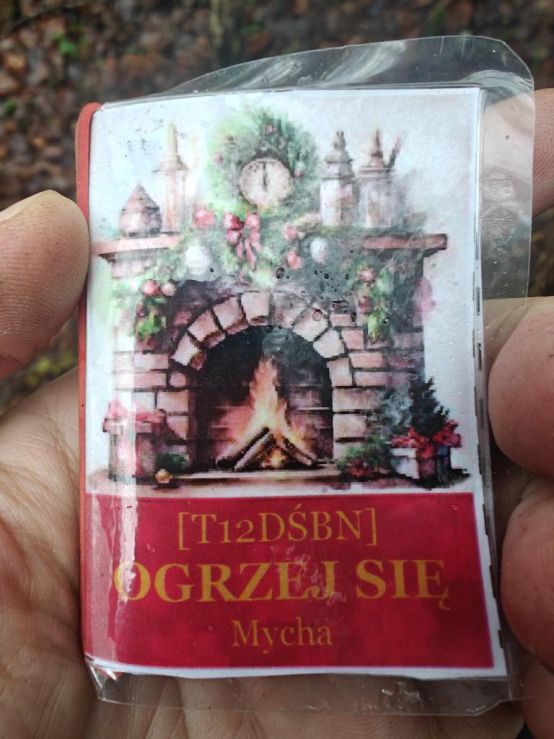 [T12DŚBN]
OGRZEJ SIĘ
Mycha